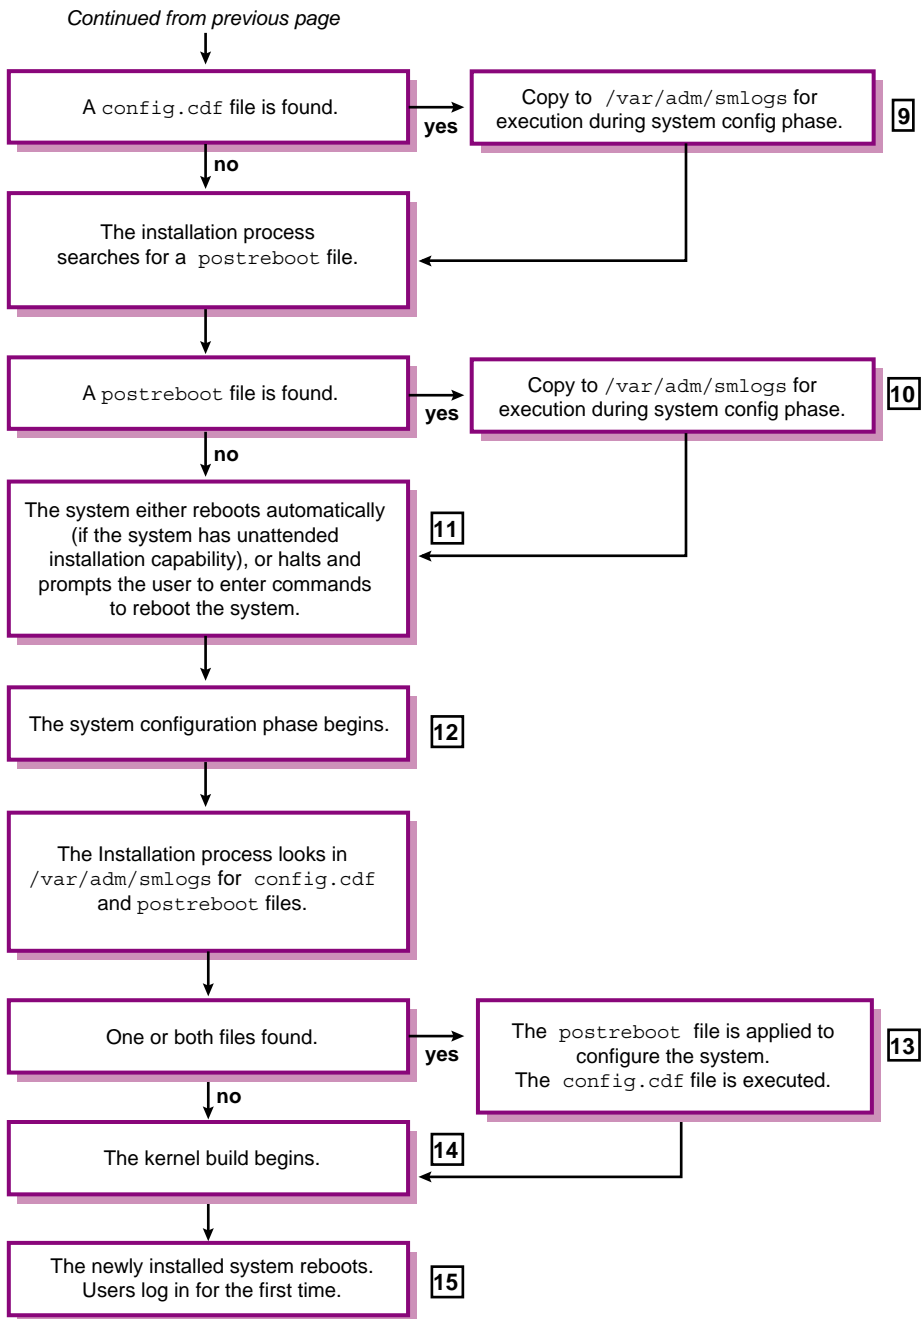 Continued from previous page
A config.cdf file is found.
yes
Copy to /var/adm/smlogs for
execution during system config phase.
9
no
The installation process
searches for a postreboot file.
A postreboot file is found.
yes
Copy to /var/adm/smlogs for
execution during system config phase.
10
no
The system either reboots automatically
(if the system has unattended
installation capability), or halts and
prompts the user to enter commands
to reboot the system.
11
The system configuration phase begins.
12
The Installation process looks in
/var/adm/smlogs for config.cdf
and postreboot files.
One or both files found.
yes
The postreboot file is applied to
configure the system.
The config.cdf file is executed.
13
no
The kernel build begins.
14
The newly installed system reboots.
Users log in for the first time.
15